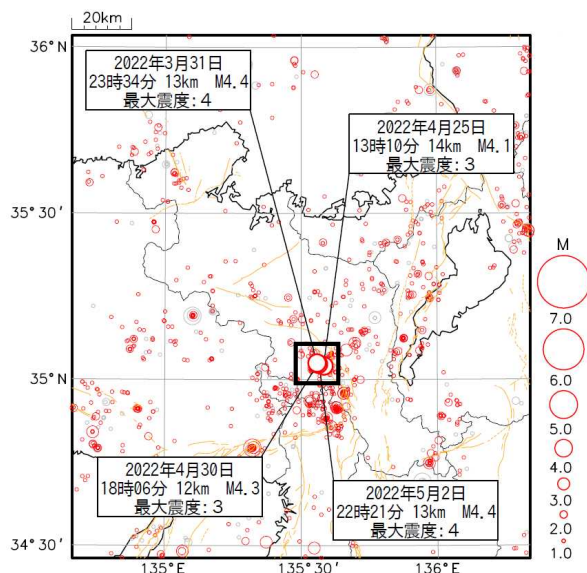 20km
36°N
2022年3月31日
23時34分 13km M4.4
最大震度:4
2022年4月25日
13時10分 14km M4.1
最大震度:3
35°30'
M
7.0
6.0
5.0
4.0
3.0
2.0
1.0
35°N
2022年4月30日
18時06分 12km M4.3
最大震度:3
2022年5月2日
22時21分 13km M4.4
最大震度:4
34°30'
135°E
135°30'
136°E